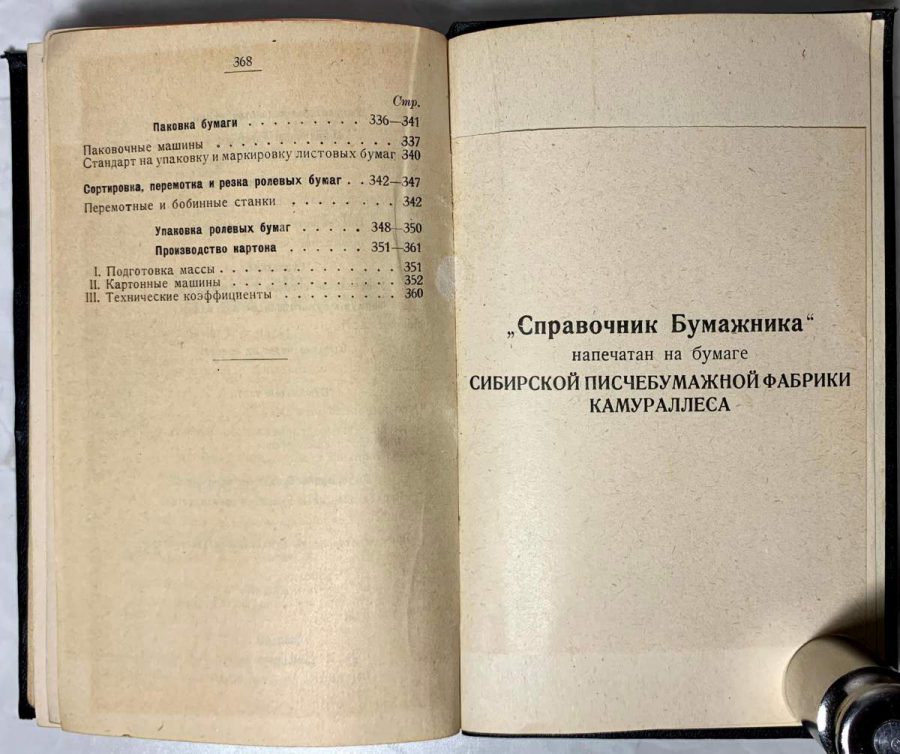 368
Стр.
Паковка бумаги . . . . . . . . . 336—341
Паковочные машины . . . . . . . . . . . . . . 337
Стандарт на упаковку и маркировку листовых бумаг 340
Сортировка, перемотка и резка ролевых бумаг . . 342—347
Перемотные и бобинные станки . . . . . . . . 342
Упаковка ролевых бумаг . . . . . 348—350
Производство картона . . . . . . 351—361
I. Подготовка массы . . . . . . . . . . . . . . 351
II. Картонные машины . . . . . . . . . . . . . 352
III. Технические коэффициенты . . . . . . . . . 360
„Справочник Бумажника“
напечатан на бумаге
СИБИРСКОЙ ПИСЧЕБУМАЖНОЙ ФАБРИКИ
КАМУРАЛЛЕСА